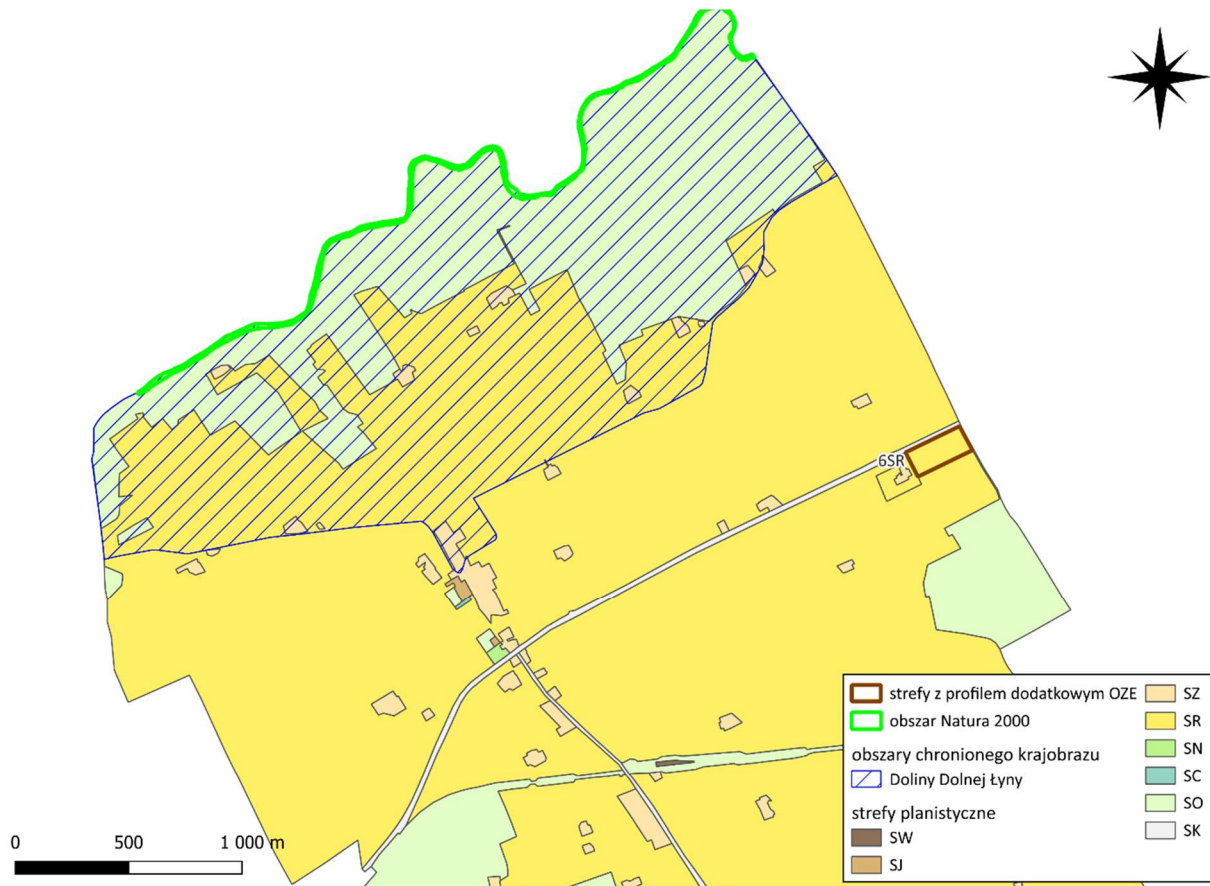 6SR
strefy z profilem dodatkowym OZE
obszar Natura 2000
obszary chronionego krajobrazu
Doliny Dolnej Łyny
strefy planistyczne
SW
SJ
SZ
SR
SN
SC
SO
SK
0 500 1 000 m